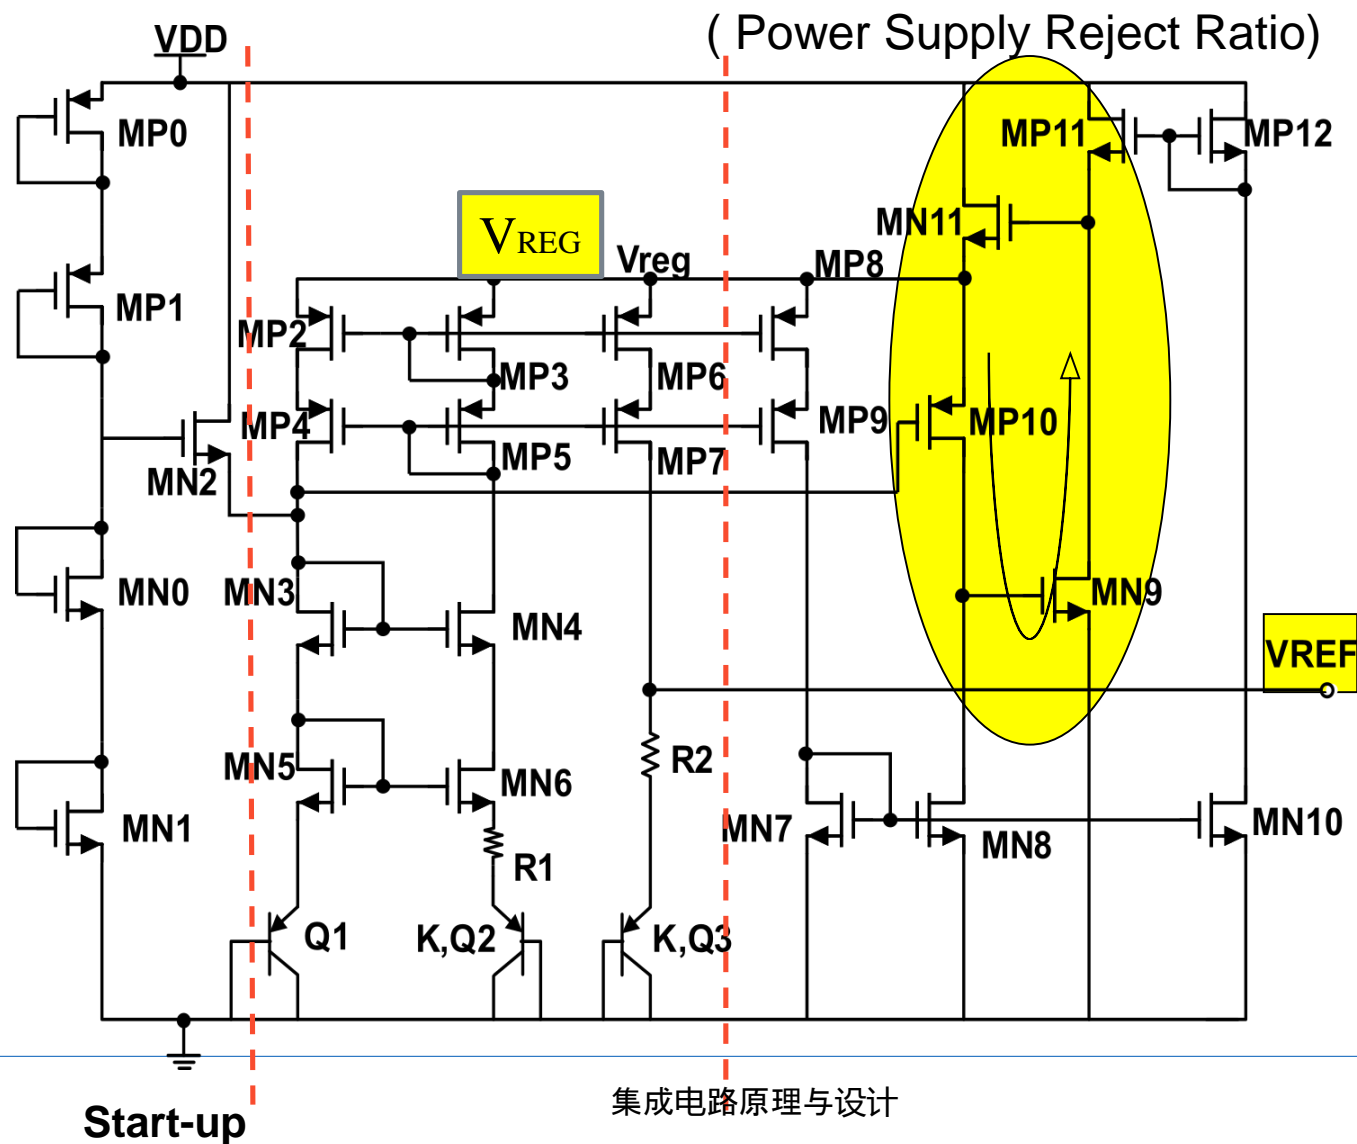 ( Power Supply Reject Ratio)
VDD
MP0
MP11
MP12
MN11
VREG
Vreg
MP8
MP1
MP2
MP3
MP6
MP4
MP5
MP7
MP9
MP10
MN2
MN0
MN3
MN4
MN9
VREF
MN5
MN6
R2
MN1
R1
MN7
MN8
MN10
Q1
K,Q2
K,Q3
集成电路原理与设计
Start-up